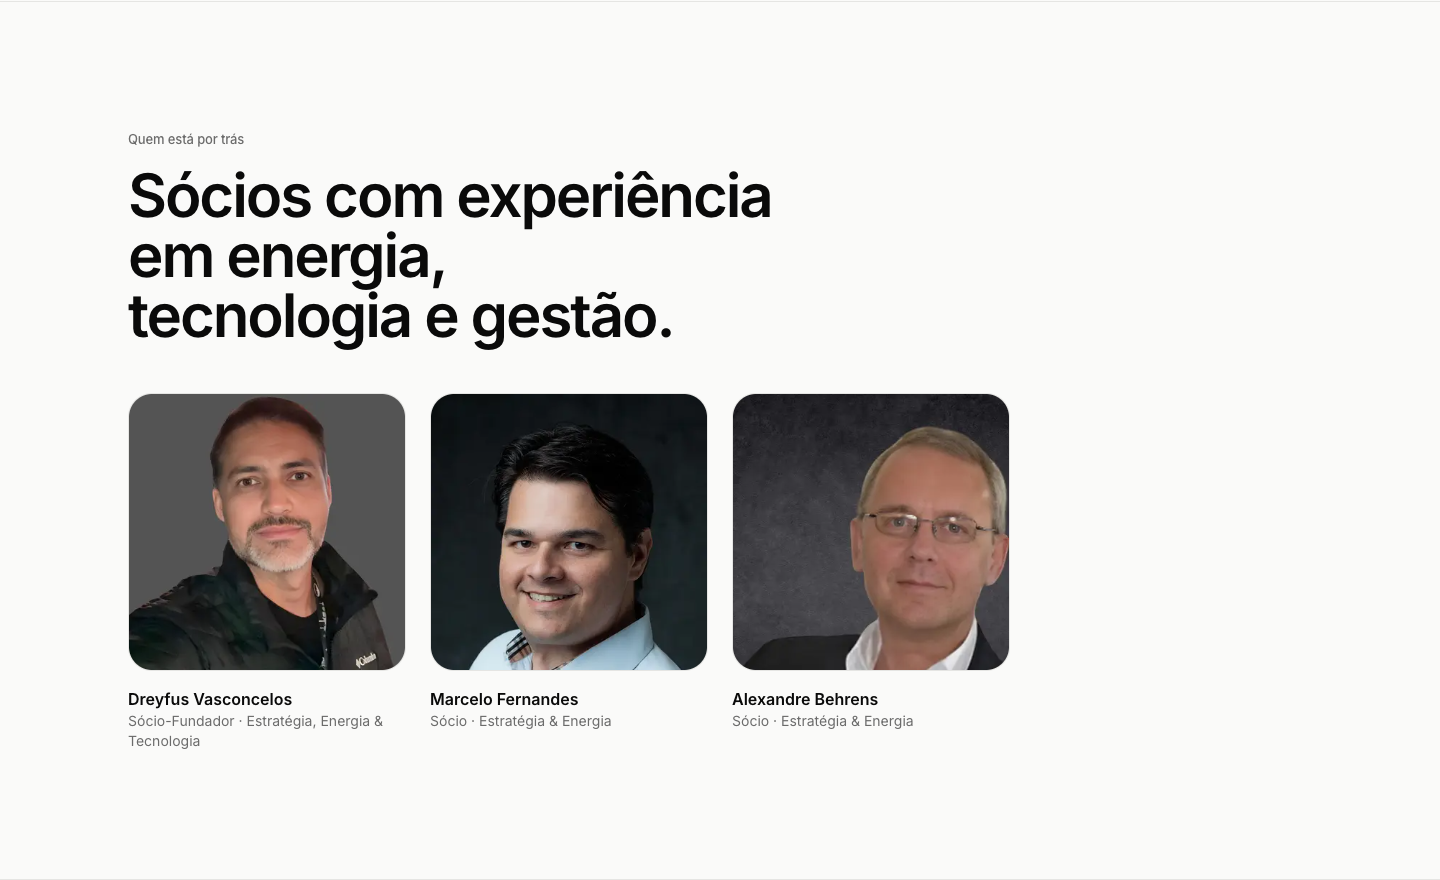 Quem está por trás
Sócios com experiência
em energia,
tecnologia e gestão.
Columbia
Dreyfus Vasconcelos
Sócio-Fundador · Estratégia, Energia &
Tecnologia
Marcelo Fernandes
Sócio · Estratégia & Energia
Alexandre Behrens
Sócio · Estratégia & Energia